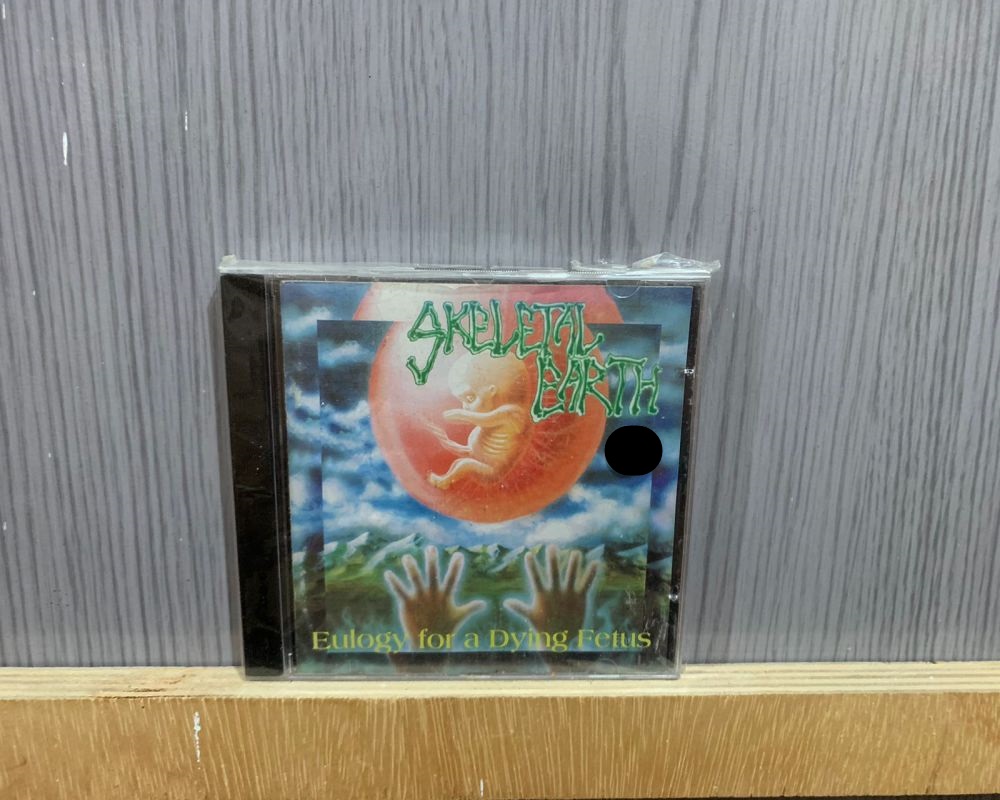 SKELETAL
EARTH
Eulogy for a Dying Fetus